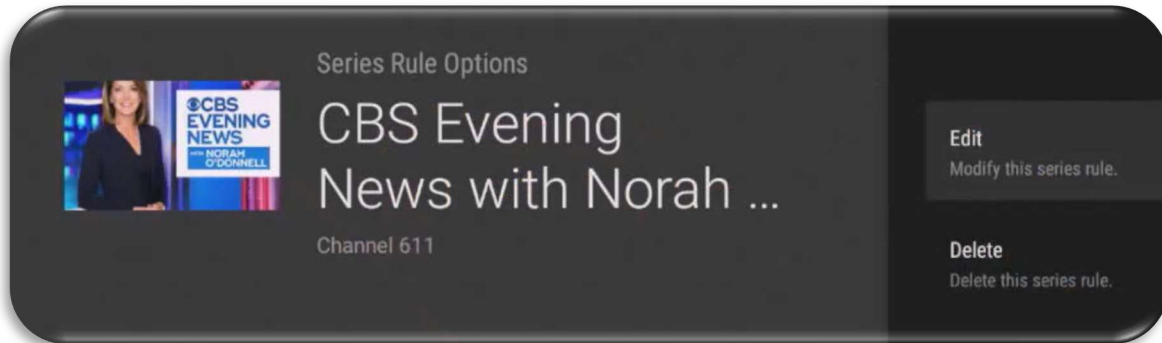 Series Rule Options
CBS Evening
News with Norah ...
Channel 611
CBS
EVENING
NEWS
WITH NORAH
O'DONNELL
Edit
Modify this series rule.
Delete
Delete this series rule.